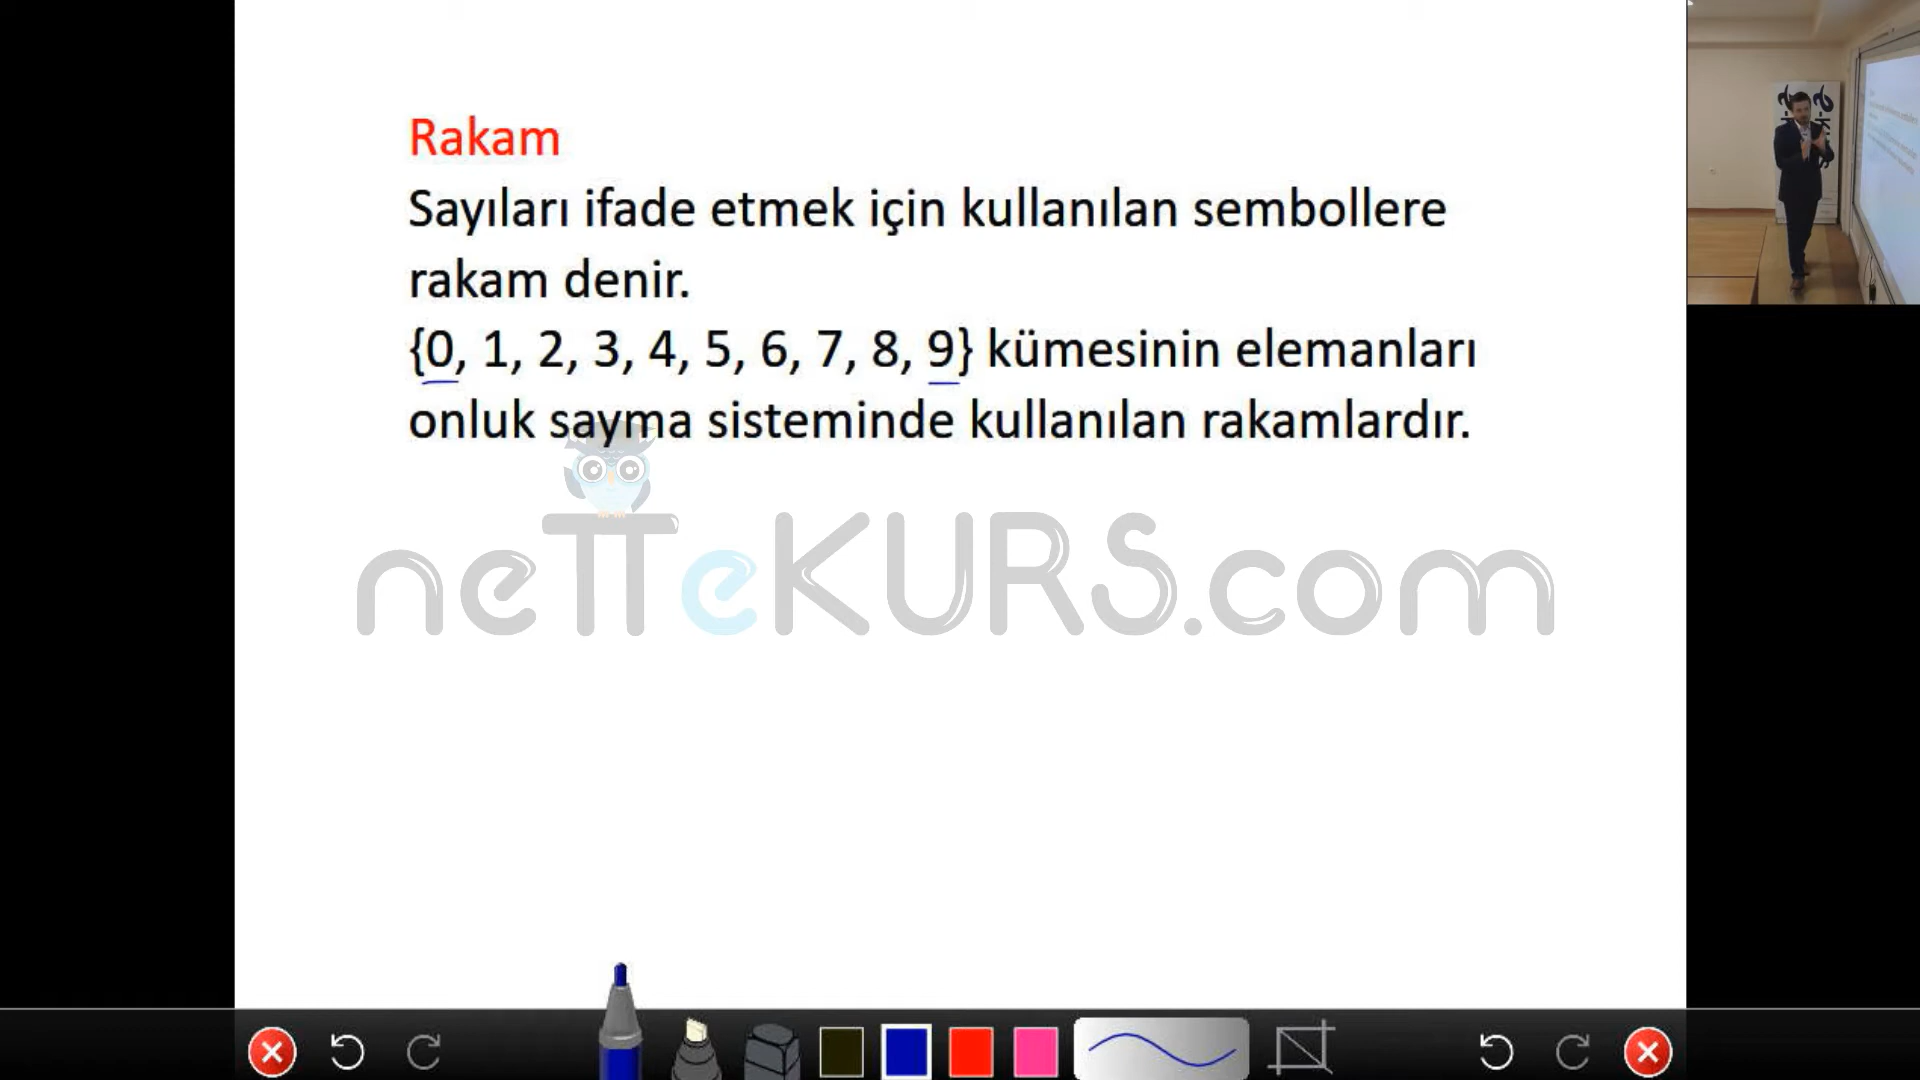 Rakam
Sayıları ifade etmek için kullanılan sembollere
rakam denir.
{0, 1, 2, 3, 4, 5, 6, 7, 8, 9} kümesinin elemanları
onluk sayma sisteminde kullanılan rakamlardır.
neTTeKURS.com